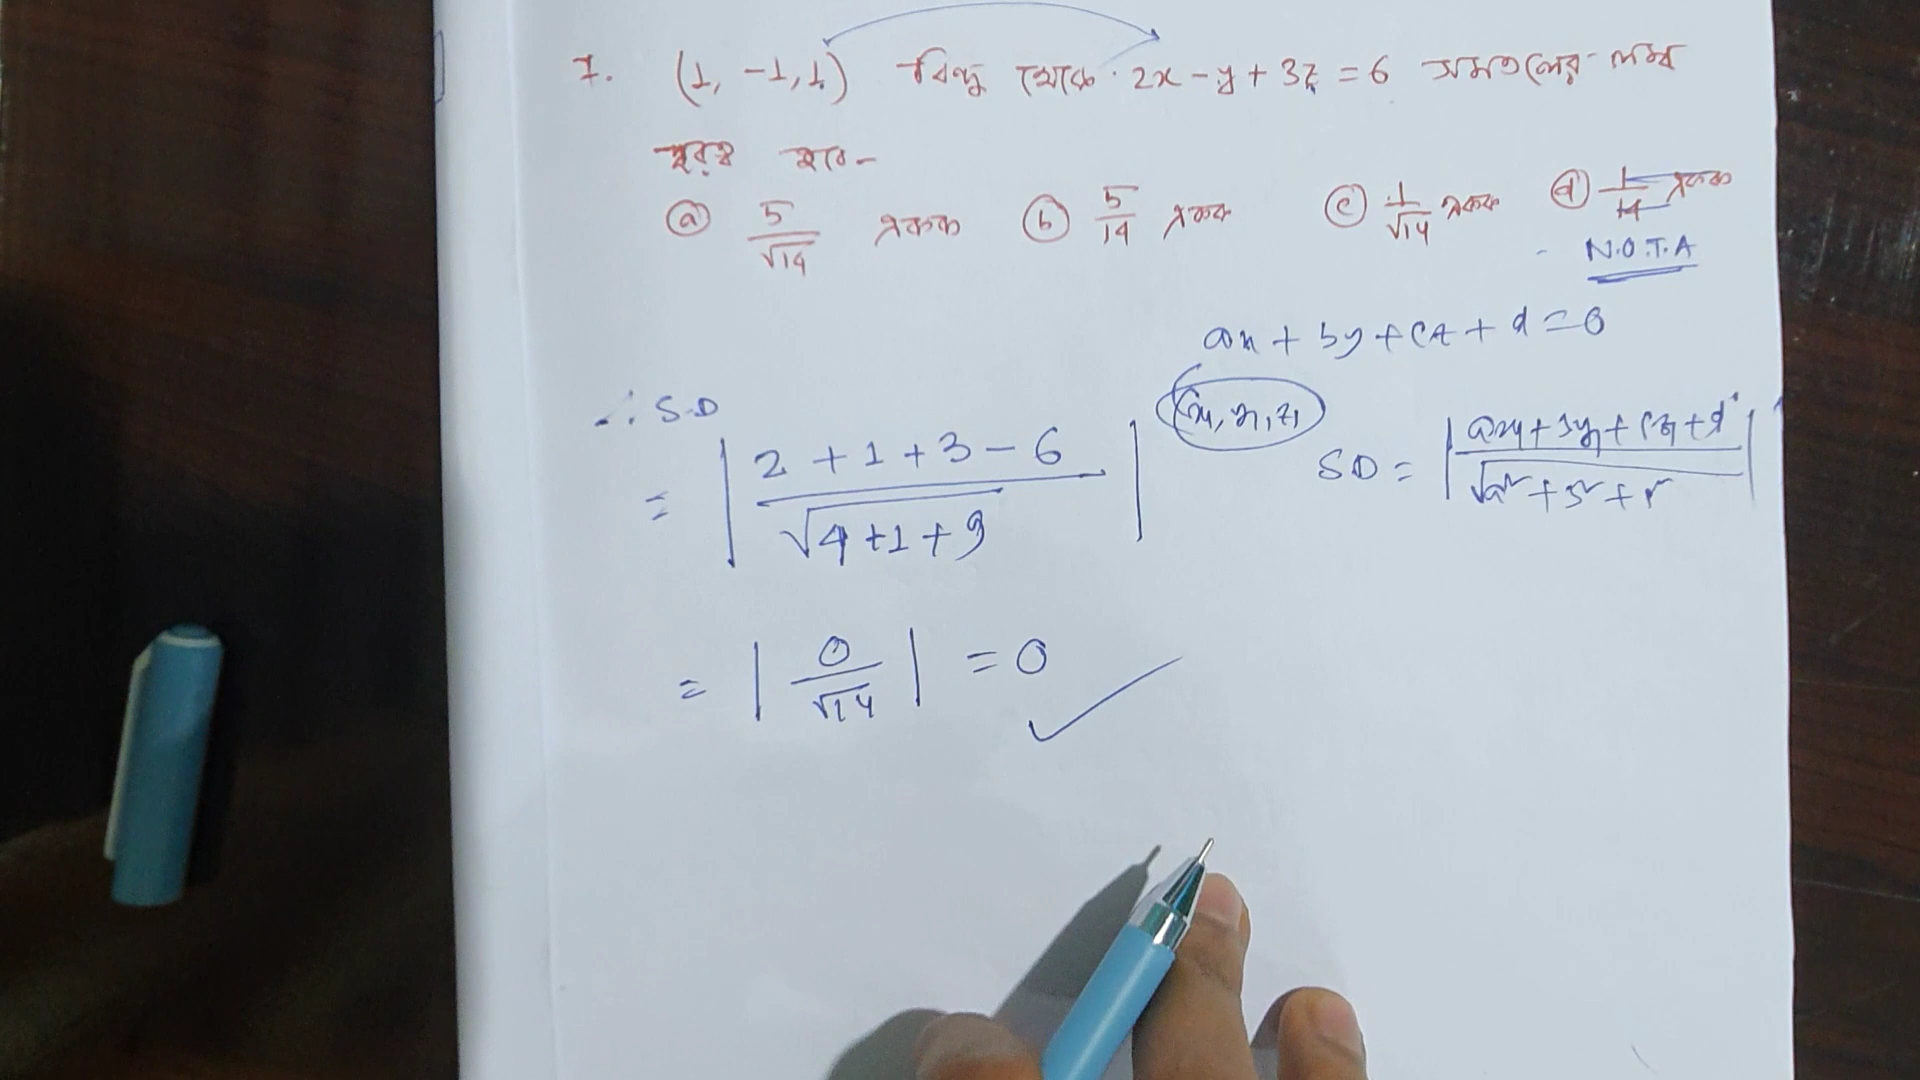 7. (1, -1, 1) বিন্দু থেকে 2x - y + 3z = 6 সমতলের লম্ব
দূরত্ব হবে-
ⓐ 5/√14 একক ⓑ 5/14 একক ⓒ 1/√14 একক ⓓ 1/14 একক
- N.O.T.A
ax + by + cz + d = 0
(x₁, y₁, z₁)
∴ S.D
= | (2 + 1 + 3 - 6) / √(4 + 1 + 9) |
SD = | (ax₁ + by₁ + cz₁ + d) / √(a² + b² + c²) |
= | 0/√14 | = 0